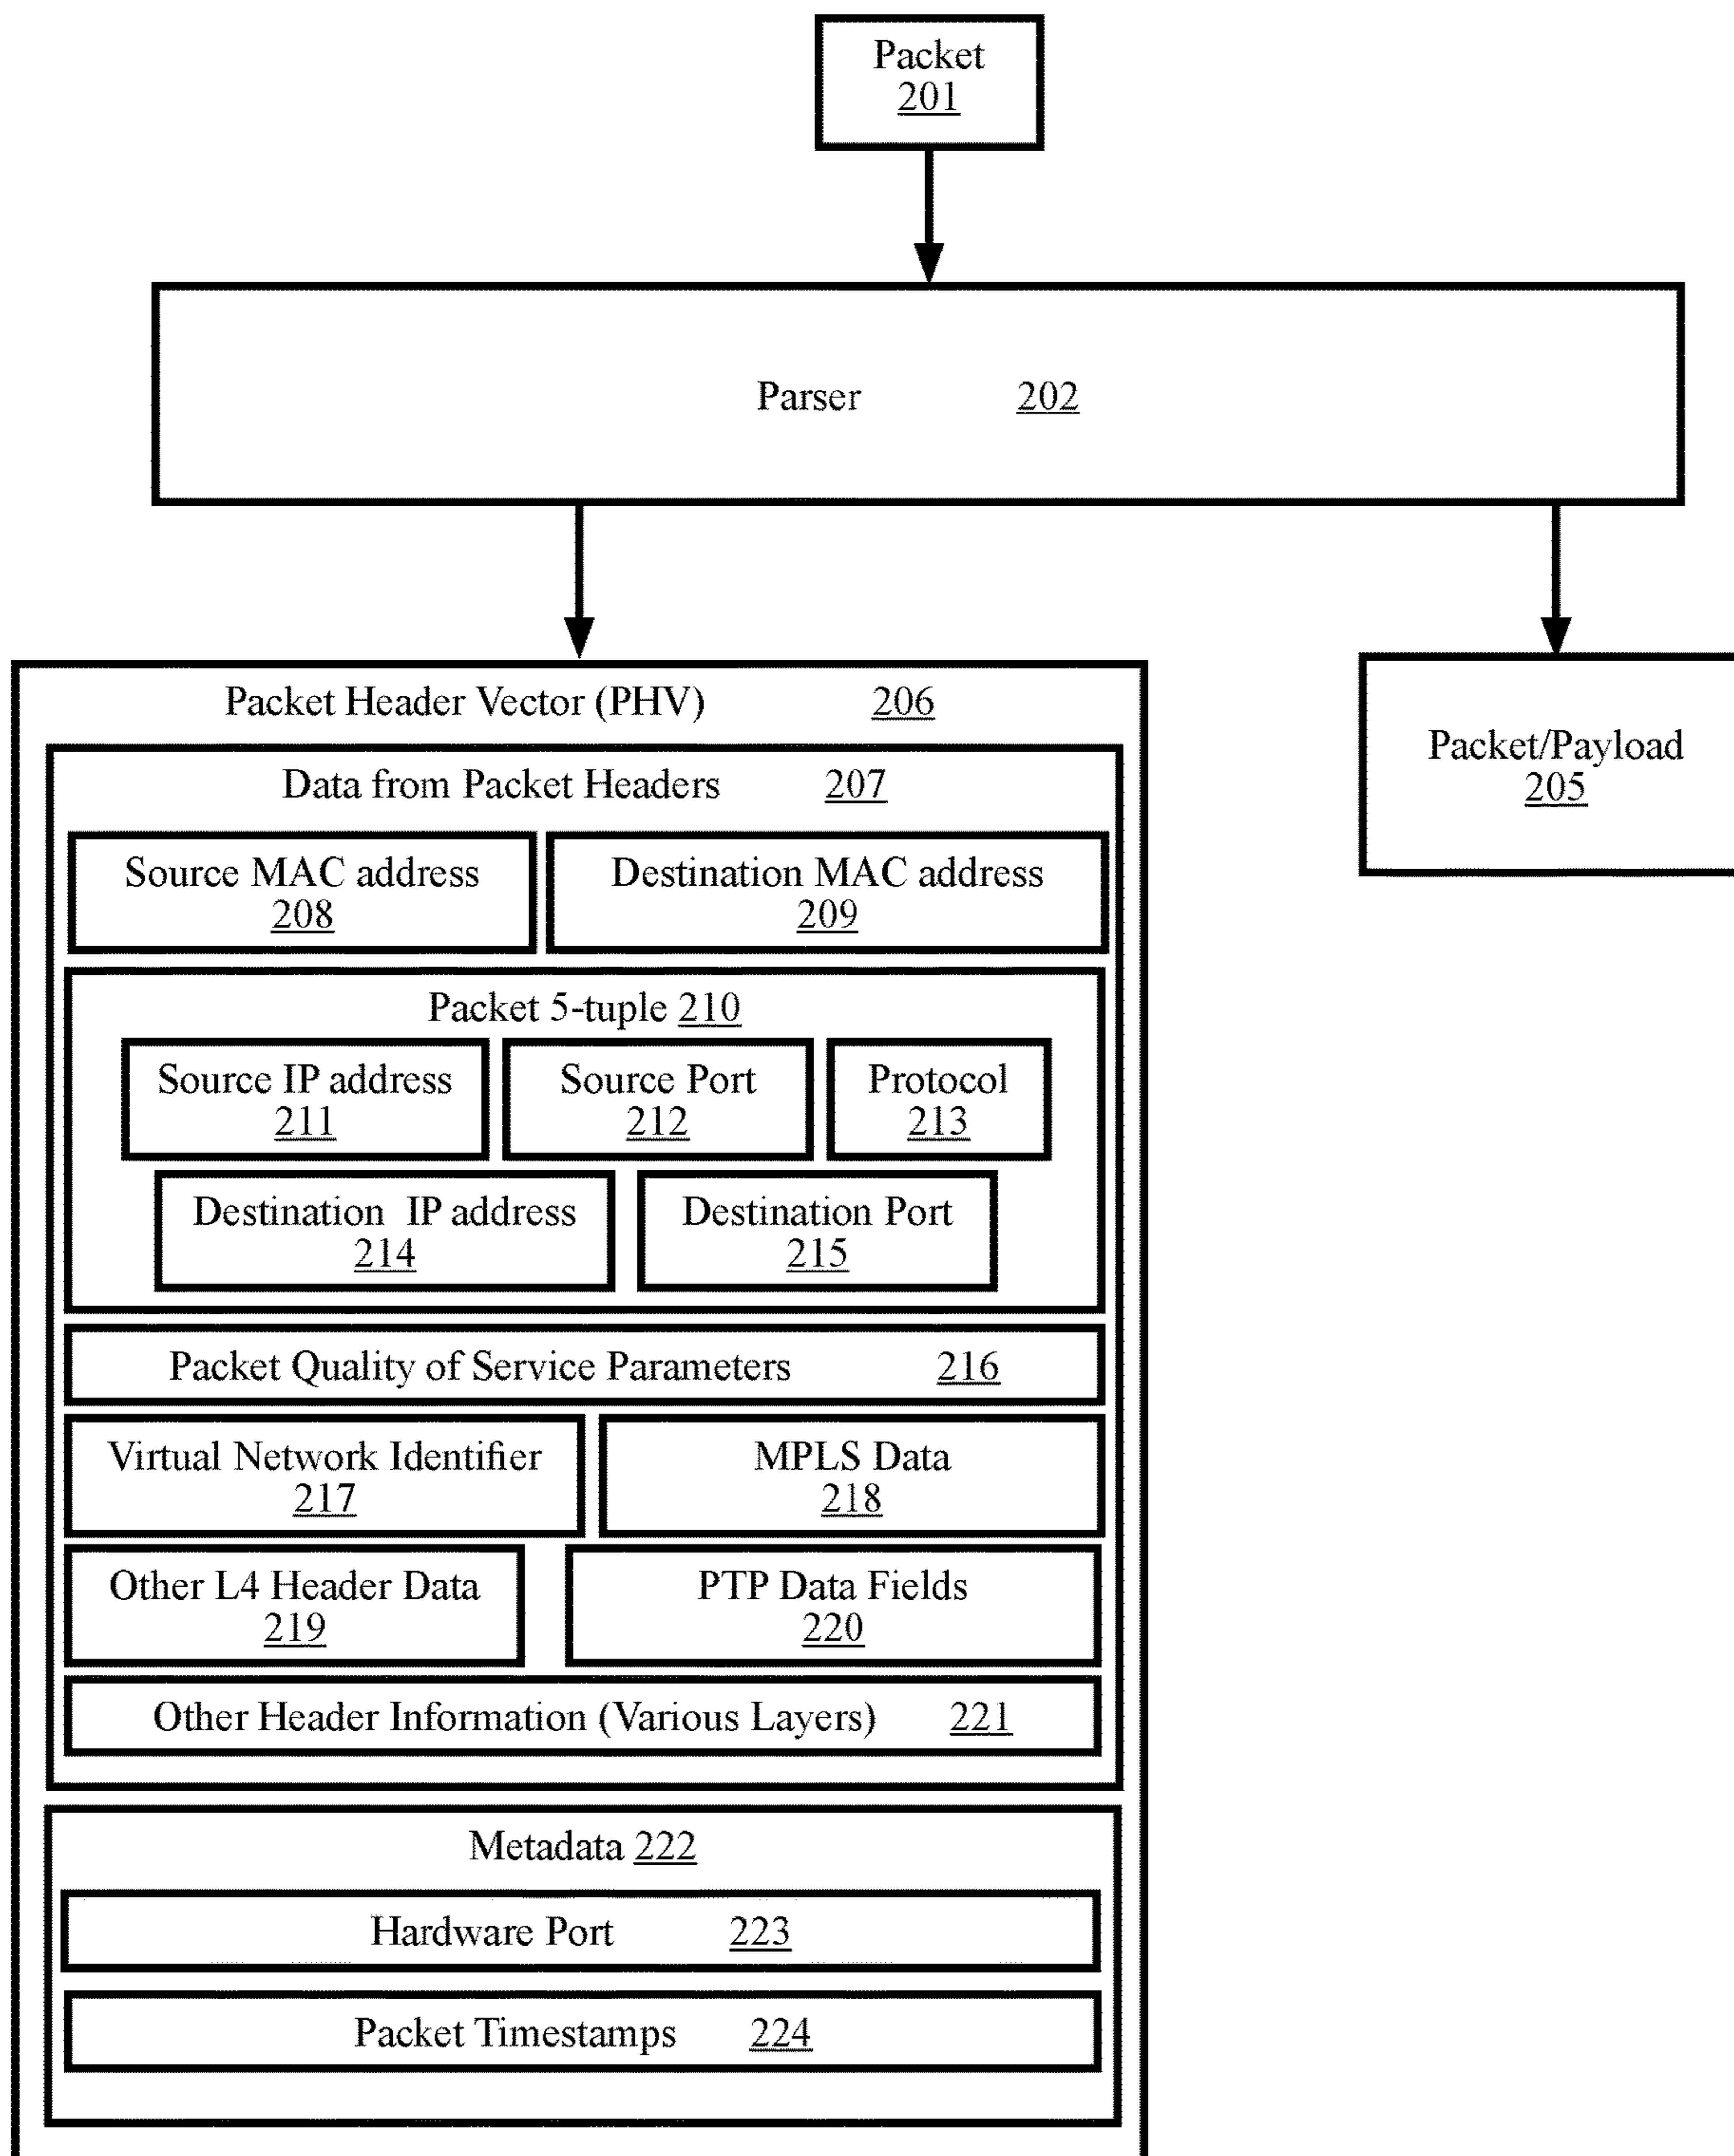 Packet
201
Parser 202
Packet Header Vector (PHV) 206
Data from Packet Headers 207
Source MAC address
208
Destination MAC address
209
Packet 5-tuple 210
Source IP address
211
Source Port
212
Protocol
213
Destination IP address
214
Destination Port
215
Packet Quality of Service Parameters 216
Virtual Network Identifier
217
MPLS Data
218
Other L4 Header Data
219
PTP Data Fields
220
Other Header Information (Various Layers) 221
Metadata 222
Hardware Port 223
Packet Timestamps 224
Packet/Payload
205